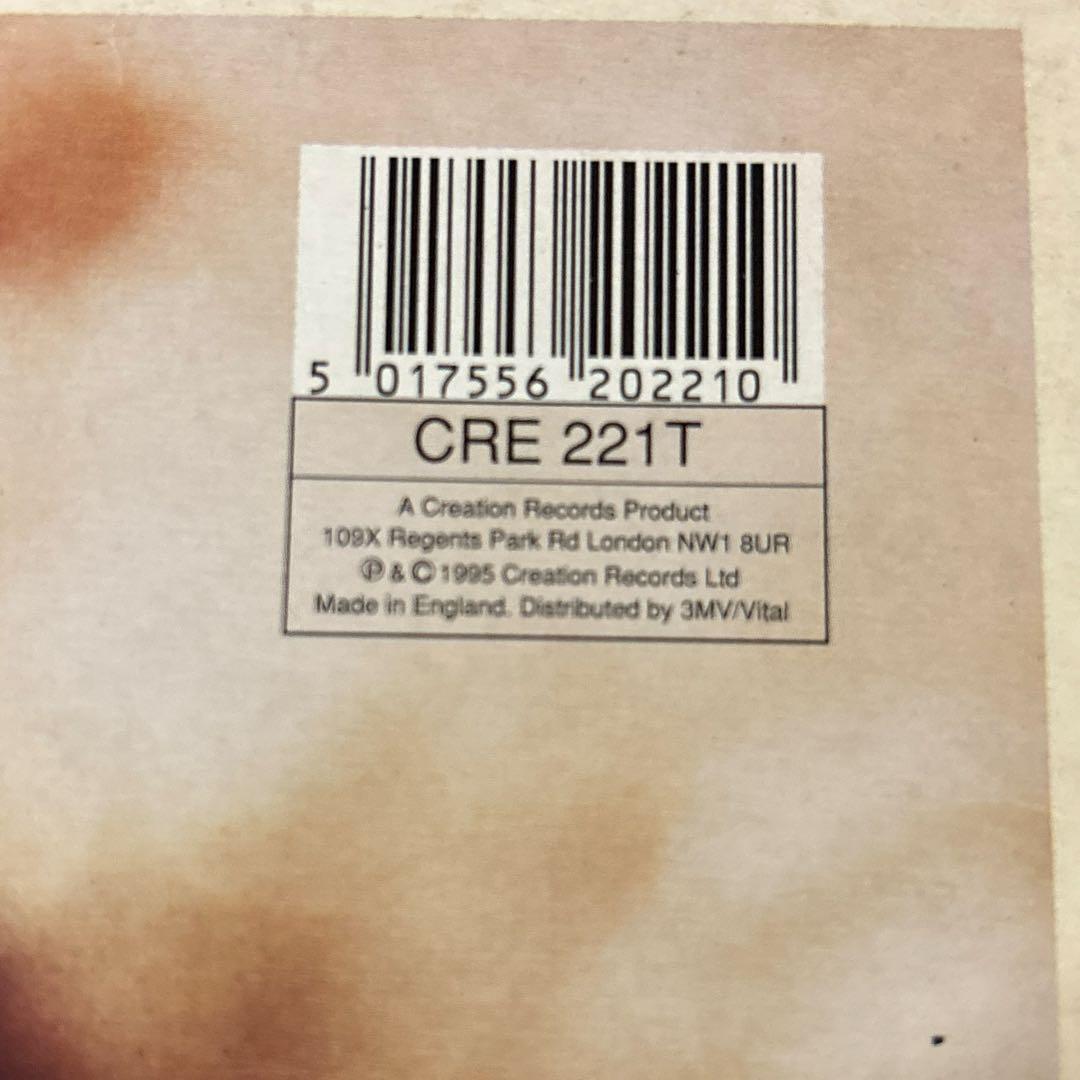 5 017556 202210
CRE 221T
A Creation Records Product
109X Regents Park Rd London NW1 8UR
℗ & © 1995 Creation Records Ltd
Made in England. Distributed by 3MV/Vital